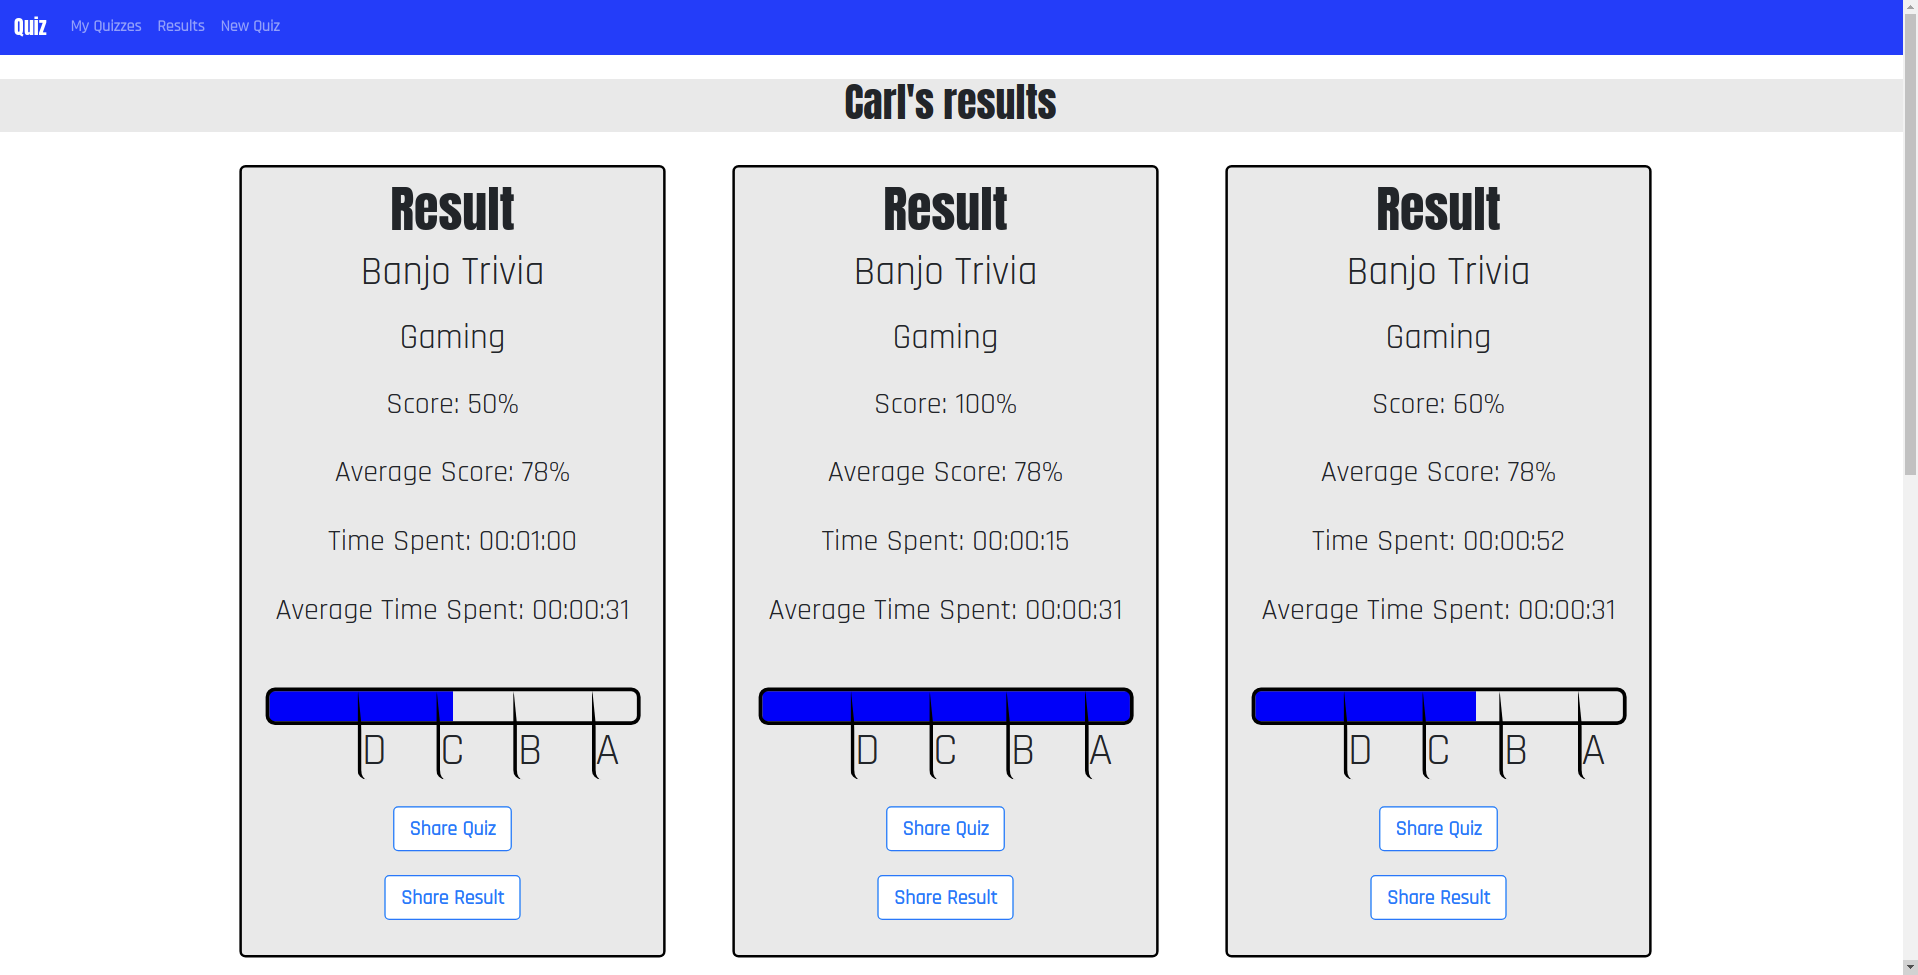 Quiz My Quizzes Results New Quiz
Carl's results
Result
Banjo Trivia
Gaming
Score: 50%
Average Score: 78%
Time Spent: 00:01:00
Average Time Spent: 00:00:31
D C B A
Share Quiz
Share Result
Result
Banjo Trivia
Gaming
Score: 100%
Average Score: 78%
Time Spent: 00:00:15
Average Time Spent: 00:00:31
D C B A
Share Quiz
Share Result
Result
Banjo Trivia
Gaming
Score: 60%
Average Score: 78%
Time Spent: 00:00:52
Average Time Spent: 00:00:31
D C B A
Share Quiz
Share Result